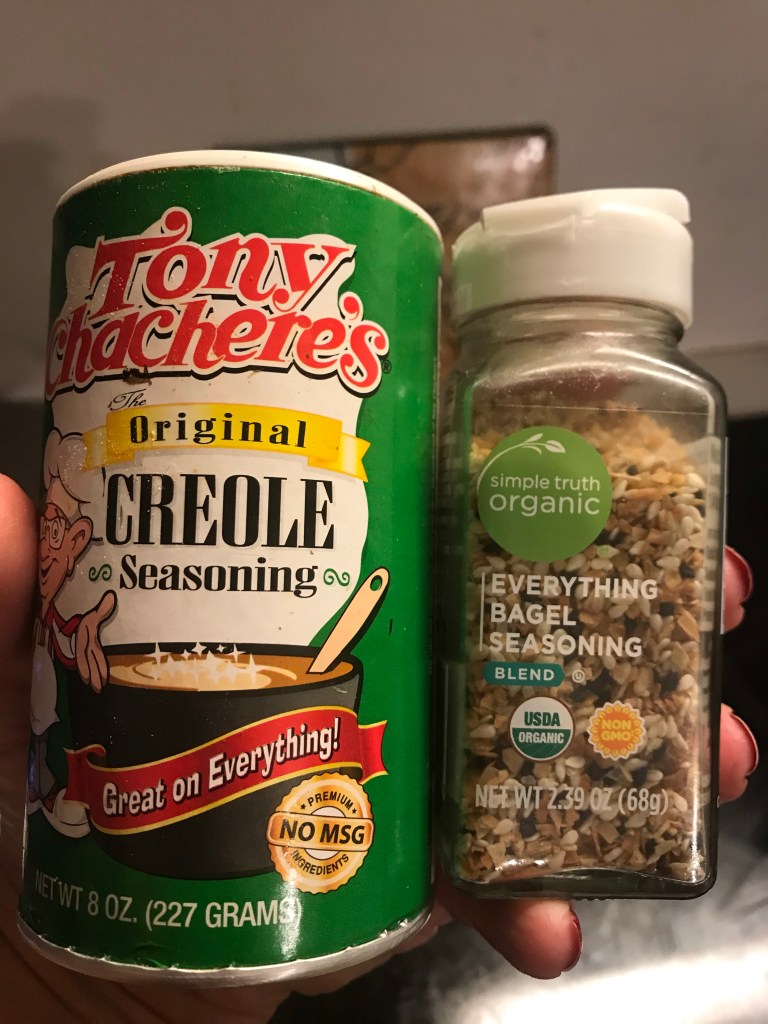 Tony
Chachere's
The
Original
CREOLE
Seasoning
Great on Everything!
PREMIUM
NO MSG
INGREDIENTS
NET WT 8 OZ. (227 GRAMS)
simple truth
organic
EVERYTHING
BAGEL
SEASONING
BLEND U
USDA
ORGANIC
NON
GMO
NET WT 2.39 OZ (68g)